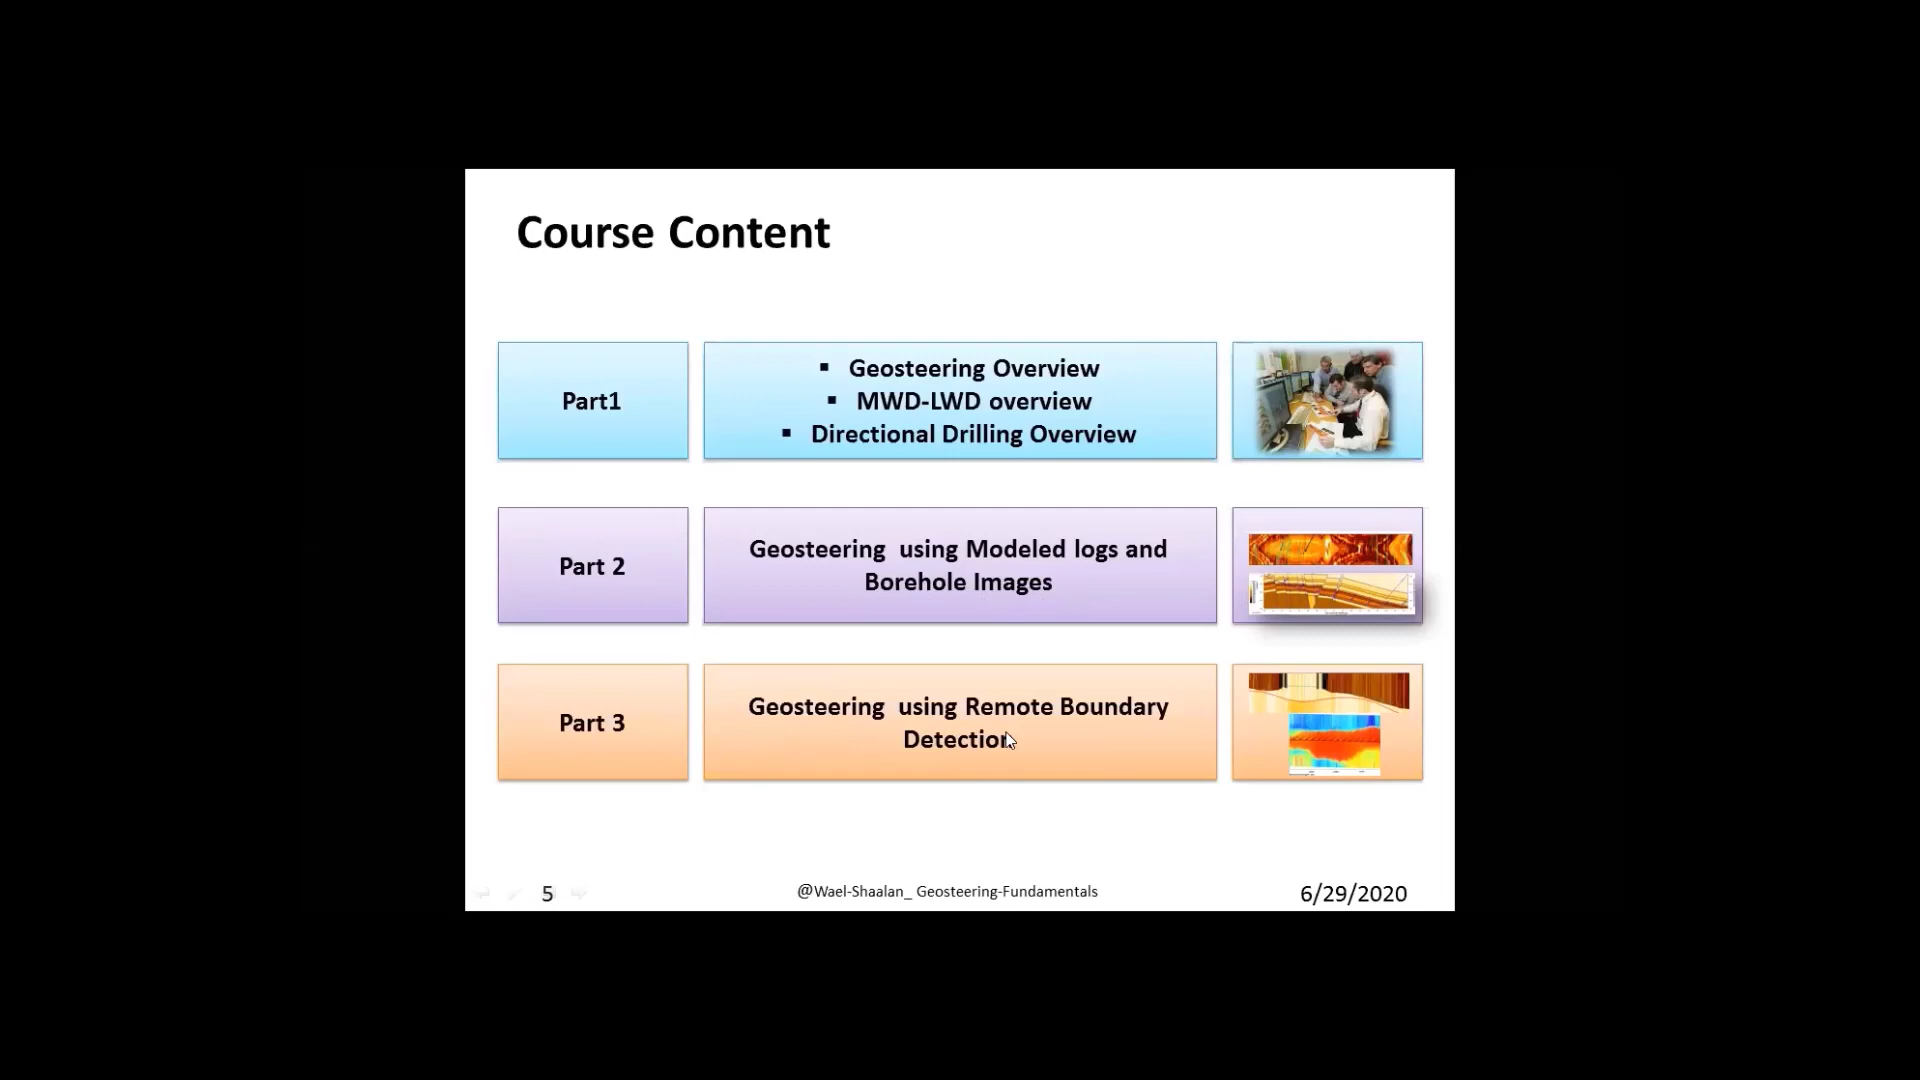 Course Content
Part1
▪ Geosteering Overview
▪ MWD-LWD overview
▪ Directional Drilling Overview
Part 2
Geosteering using Modeled logs and
Borehole Images
Part 3
Geosteering using Remote Boundary
Detection
5
@Wael-Shaalan_ Geosteering-Fundamentals
6/29/2020